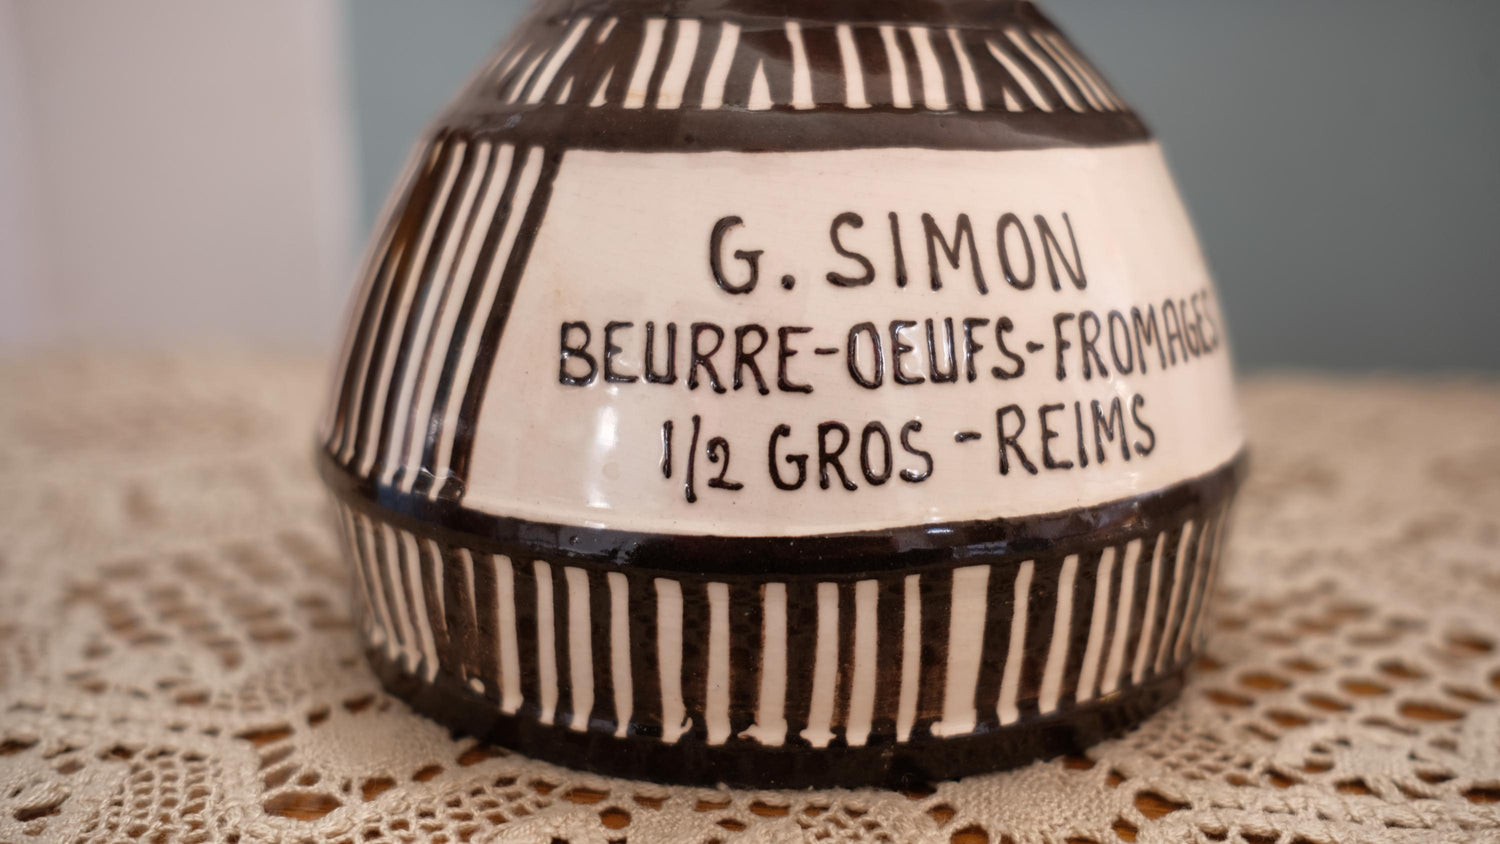 G. SIMON
BEURRE-OEUFS-FROMAGES
1/2 GROS -REIMS